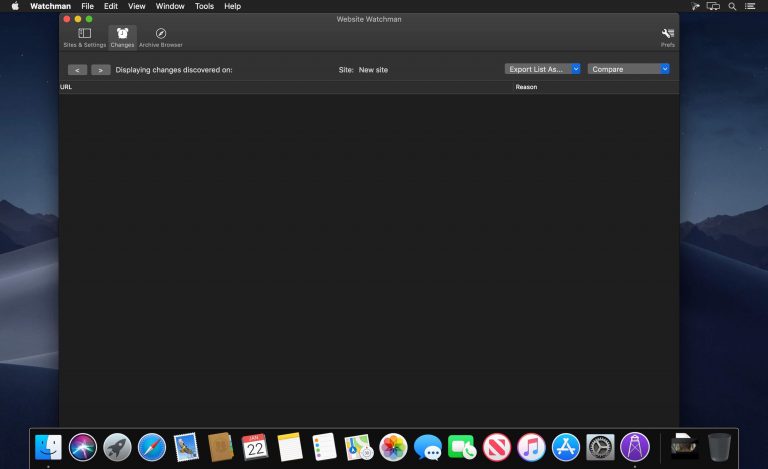 Watchman File Edit View Window Tools Help
Website Watchman
Sites & Settings Changes Archive Browser Prefs
< > Displaying changes discovered on: Site: New site Export List As... Compare
URL Reason
JAN
22